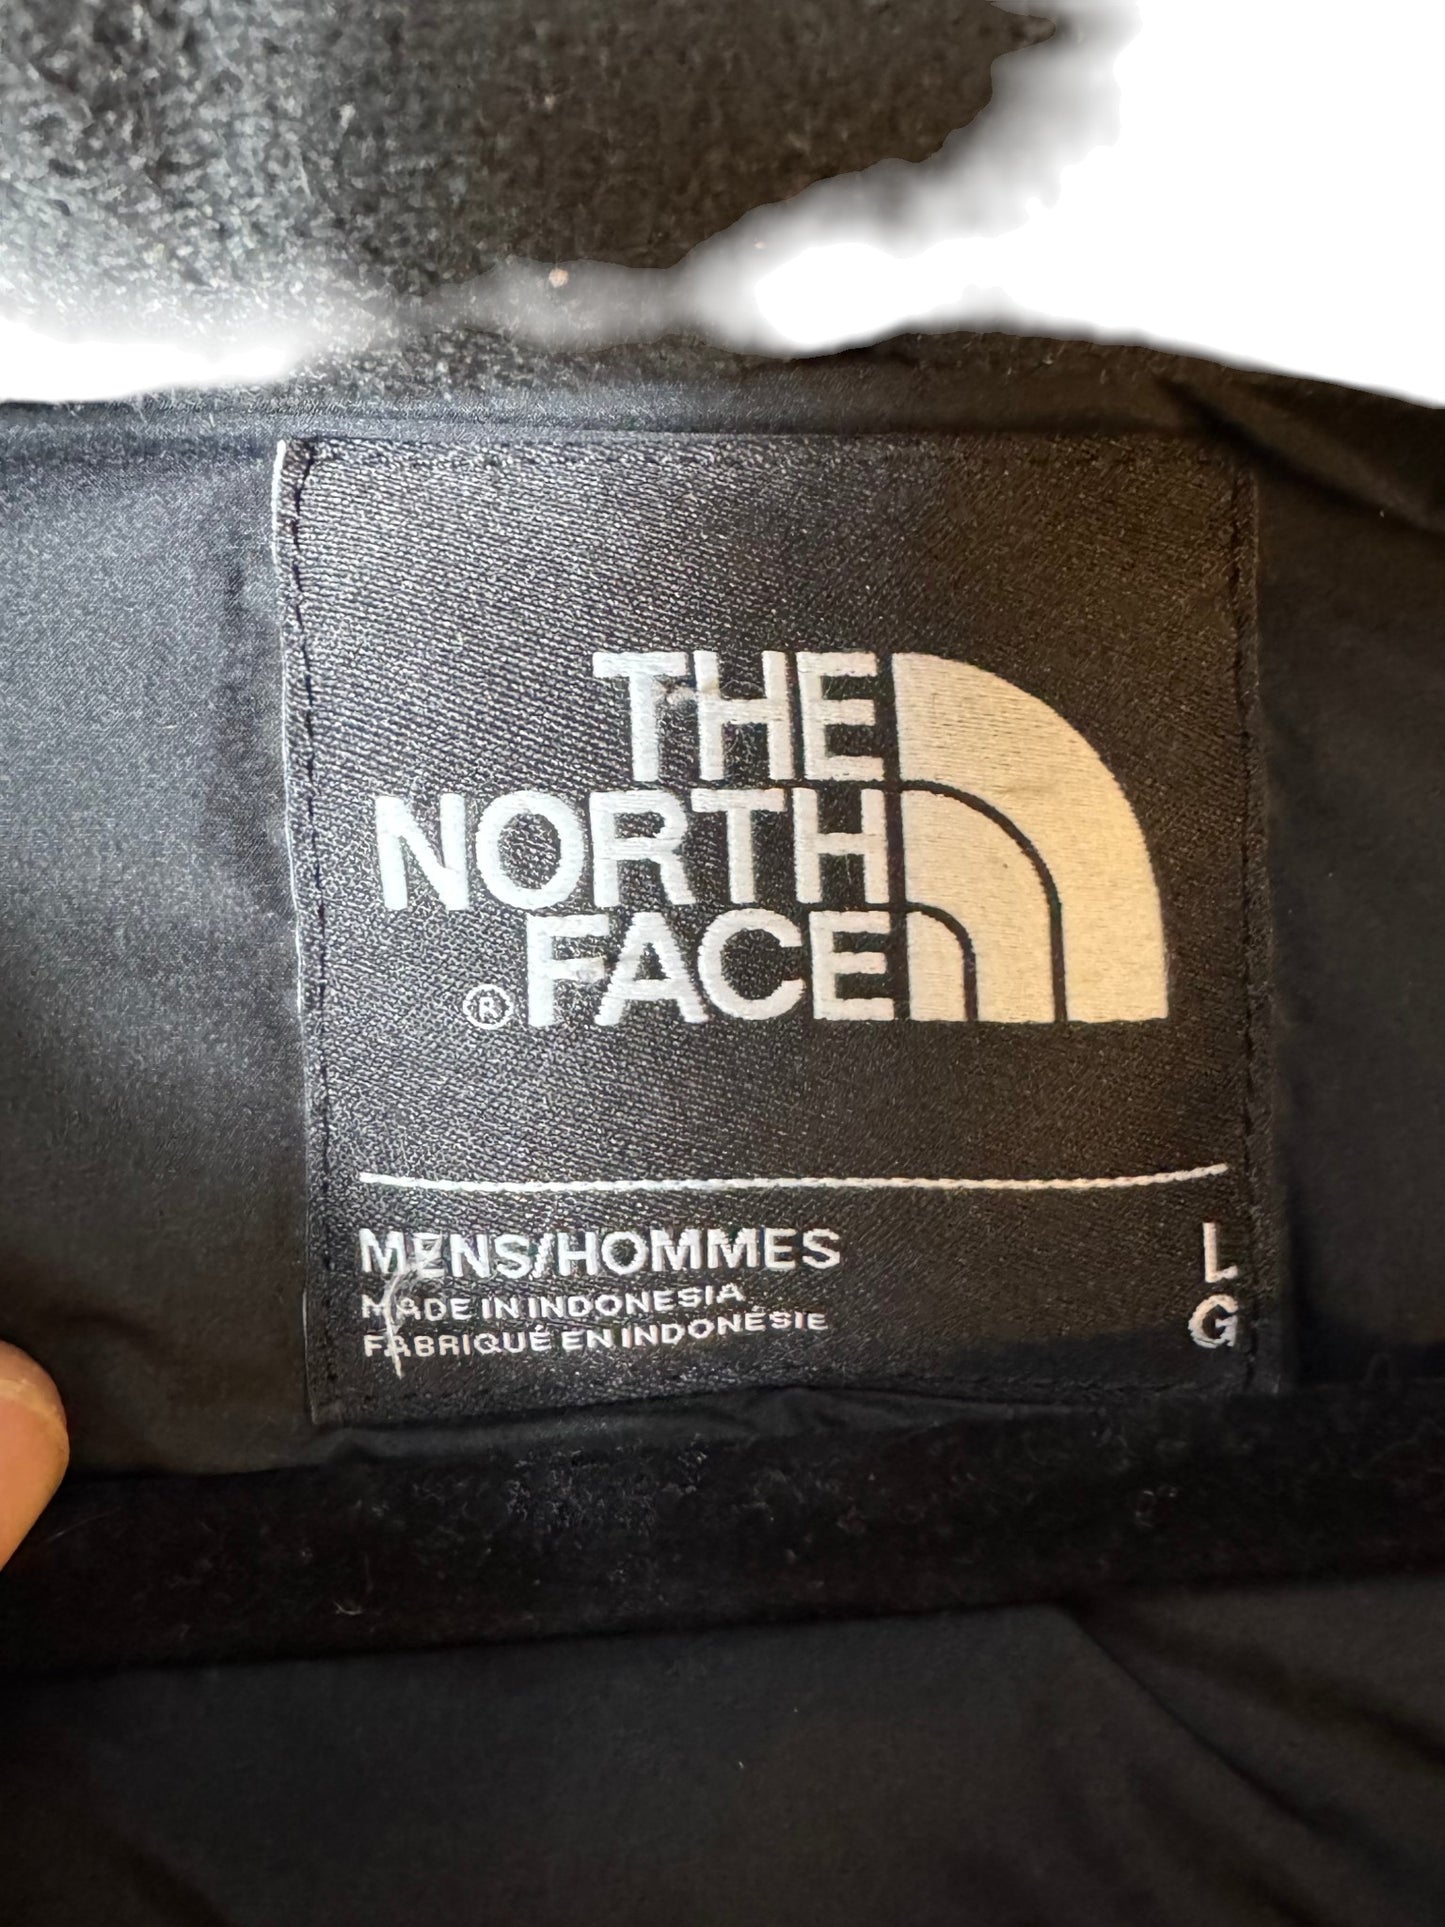 THE
NORTH
® FACE
MENS/HOMMES L
MADE IN INDONESIA
FABRIQUÉ EN INDONÉSIE G